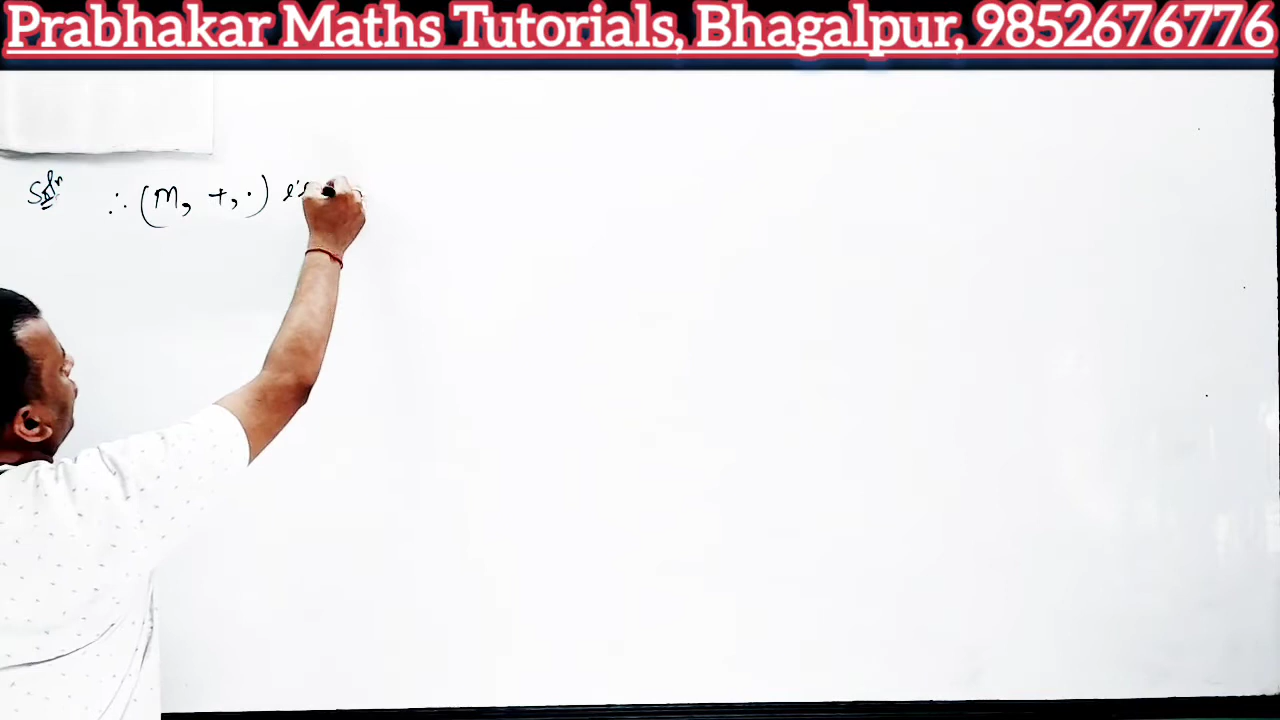 Prabhakar Maths Tutorials, Bhagalpur, 9852676776
Soln ∴ (M, +, ·) is